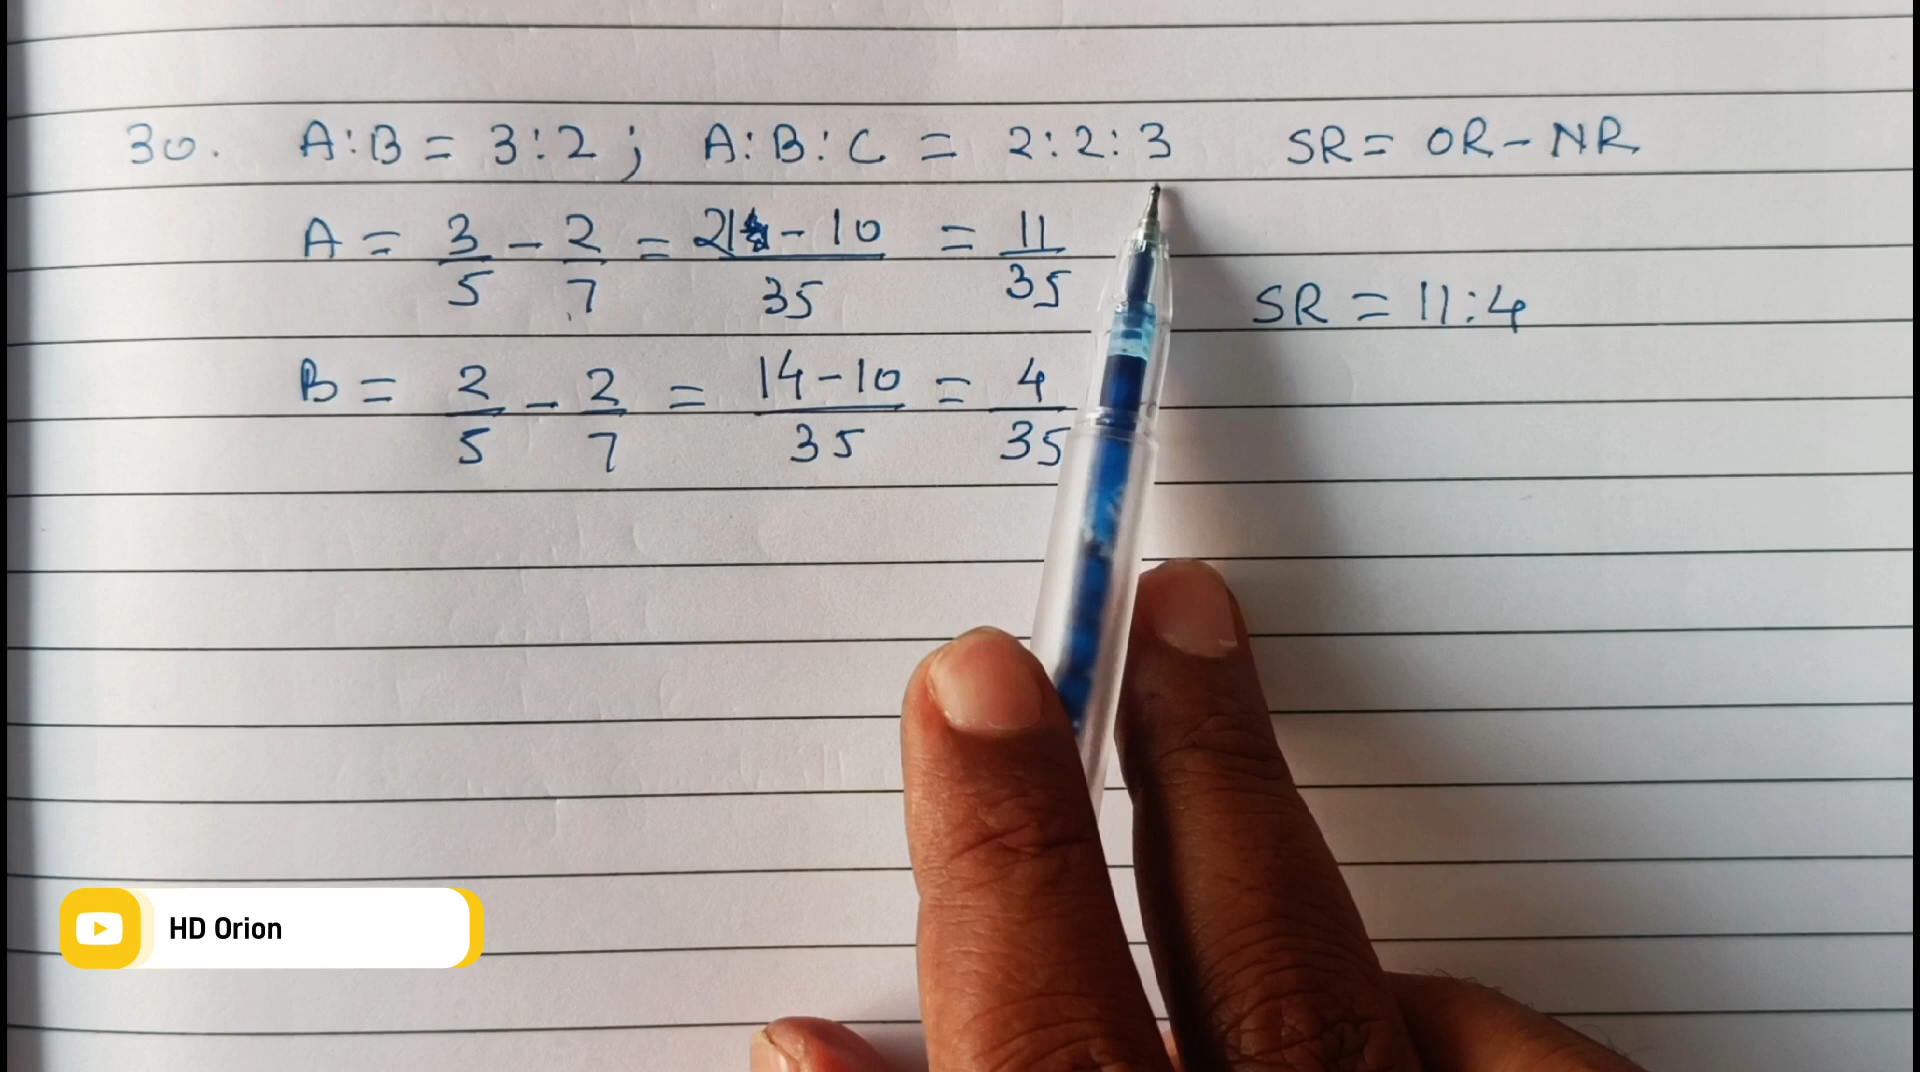 30. A:B = 3:2 ; A:B:C = 2:2:3 SR = OR - NR
A = 3/5 - 2/7 = 21 - 10/35 = 11/35
SR = 11:4
B = 2/5 - 2/7 = 14 - 10/35 = 4/35
HD Orion